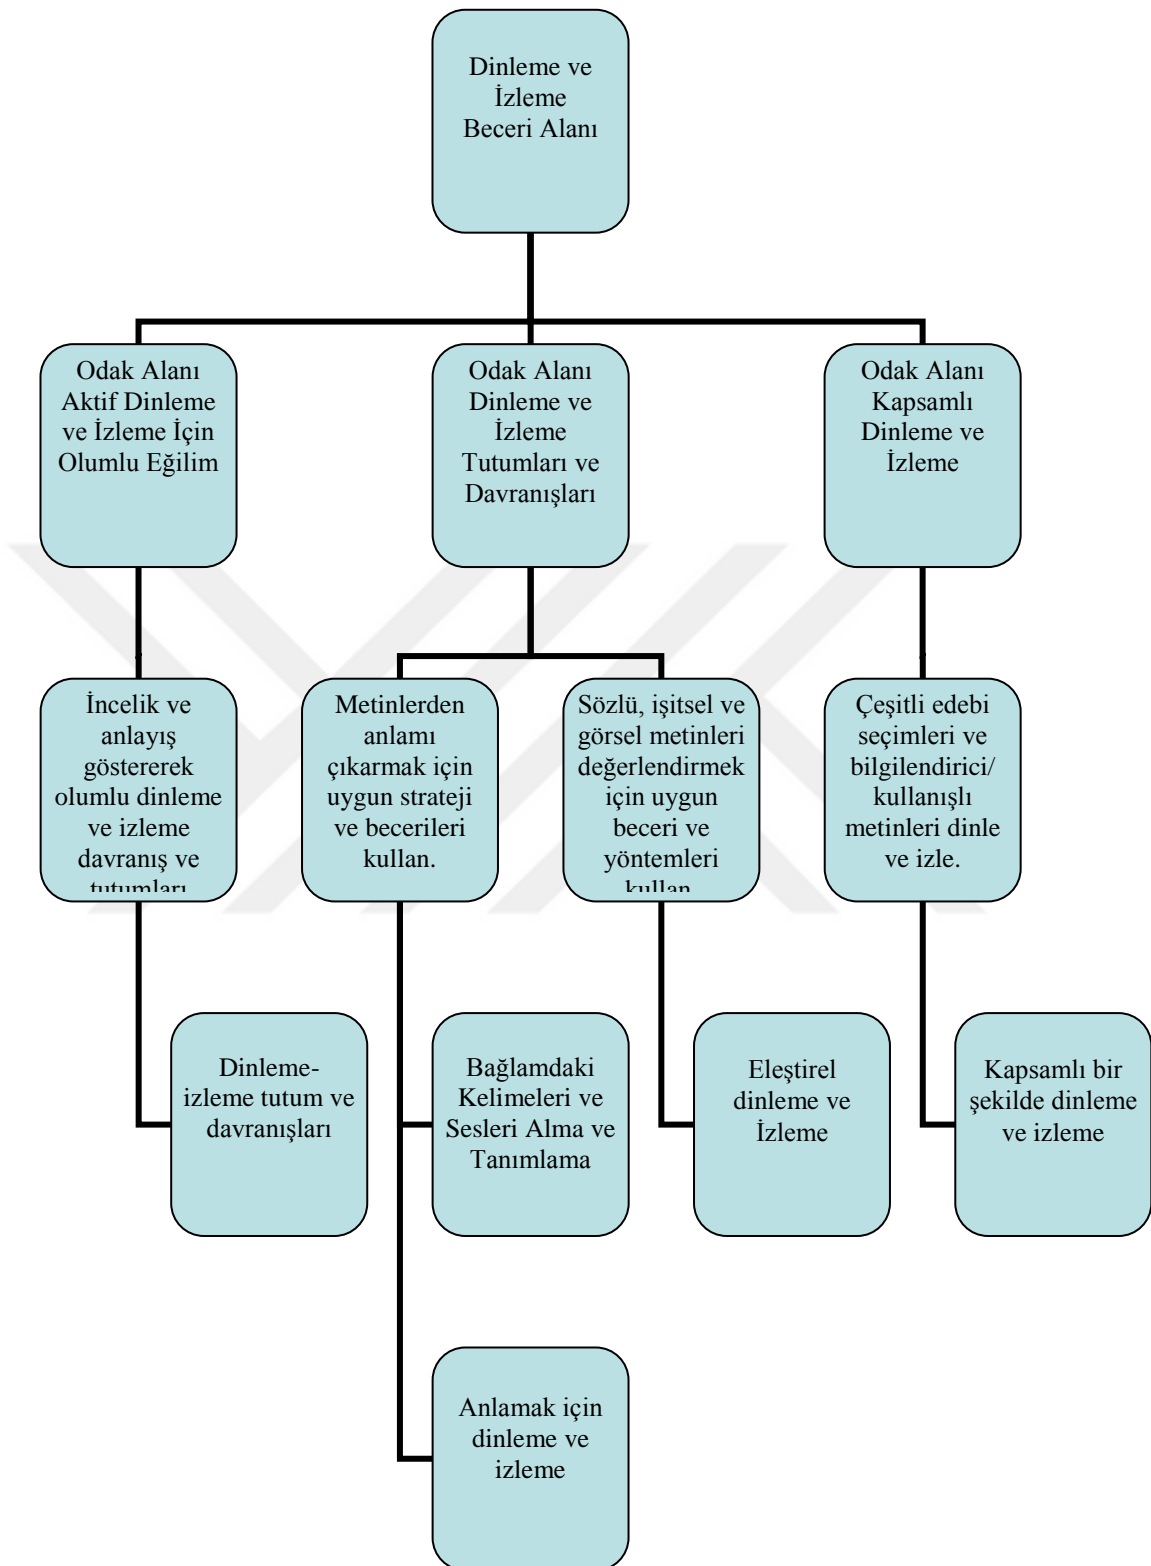 Dinleme ve
İzleme
Beceri Alanı
Odak Alanı
Aktif Dinleme
ve İzleme İçin
Olumlu Eğilim
Odak Alanı
Dinleme ve
İzleme
Tutumları ve
Davranışları
Odak Alanı
Kapsamlı
Dinleme ve
İzleme
İncelik ve
anlayış
göstererek
olumlu dinleme
ve izleme
davranış ve
tutumları
Metinlerden
anlamı
çıkarmak için
uygun strateji
ve becerileri
kullan.
Sözlü, işitsel ve
görsel metinleri
değerlendirmek
için uygun
beceri ve
yöntemleri
kullan
Çeşitli edebi
seçimleri ve
bilgilendirici/
kullanışlı
metinleri dinle
ve izle.
Dinleme-
izleme tutum ve
davranışları
Bağlamdaki
Kelimeleri ve
Sesleri Alma ve
Tanımlama
Eleştirel
dinleme ve
İzleme
Kapsamlı bir
şekilde dinleme
ve izleme
Anlamak için
dinleme ve
izleme